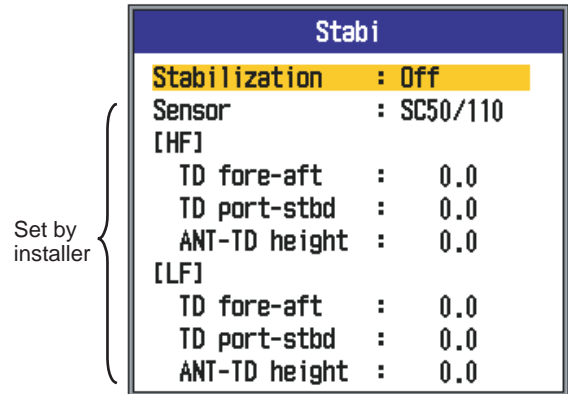 Stabi
Stabilization : Off
Sensor : SC50/110
[HF]
TD fore-aft : 0.0
TD port-stbd : 0.0
ANT-TD height : 0.0
[LF]
TD fore-aft : 0.0
TD port-stbd : 0.0
ANT-TD height : 0.0
Set by
installer